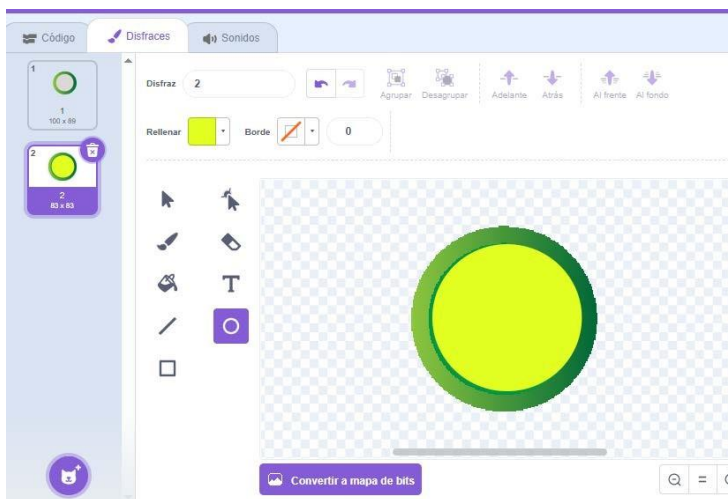 Código
Disfraces
Sonidos
1
1
100 x 89
2
2
83 x 83
Disfraz
2
Agrupar
Desagrupar
Adelante
Atrás
Al frente
Al fondo
Rellenar
Borde
0
T
Convertir a mapa de bits